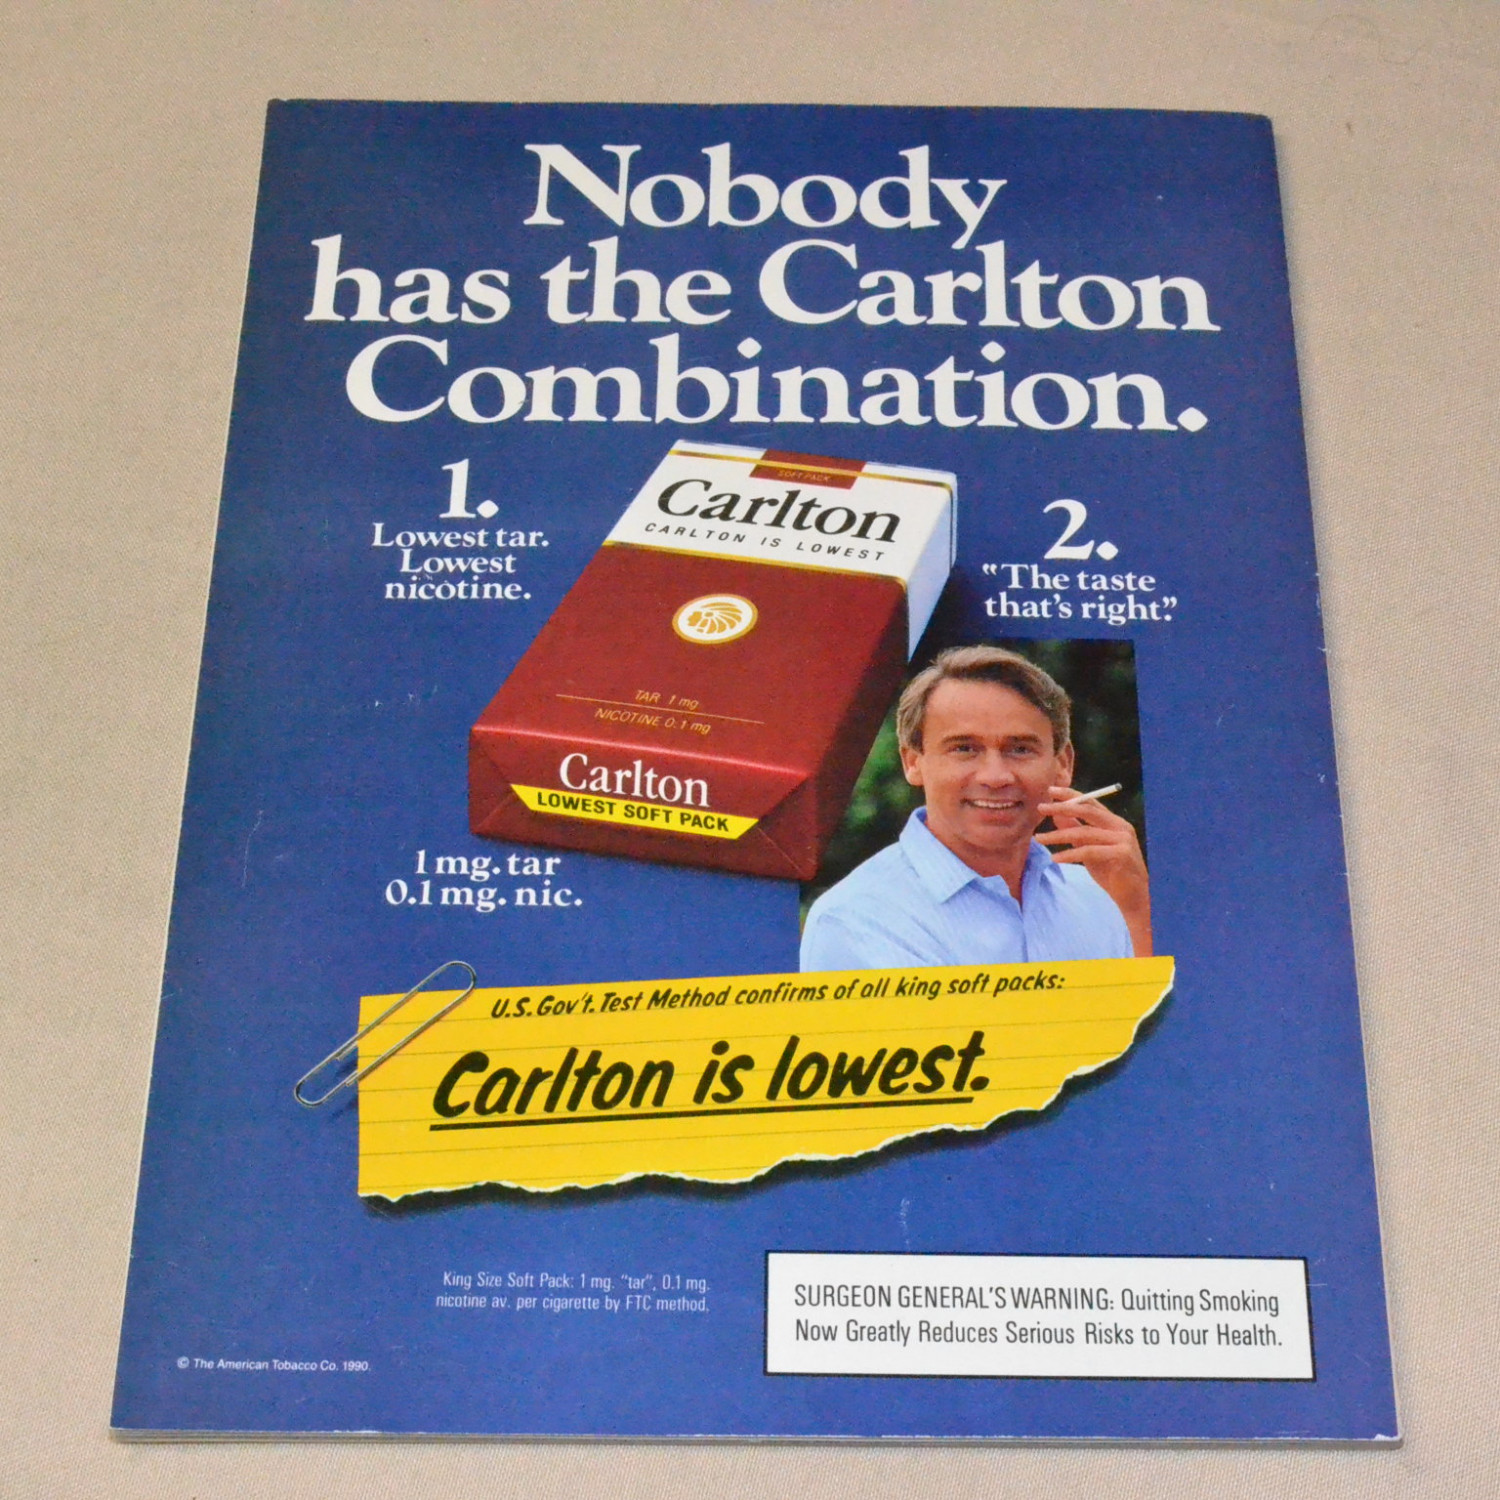 Nobody
has the Carlton
Combination.
1.
Lowest tar.
Lowest
nicotine.
SOFT PACK
Carlton
CARLTON IS LOWEST
TAR 1 mg
NICOTINE 0.1 mg
Carlton
LOWEST SOFT PACK
2.
“The taste
that’s right.”
1 mg. tar
0.1 mg. nic.
U.S. Gov't. Test Method confirms of all king soft packs:
Carlton is lowest.
King Size Soft Pack: 1 mg. “tar”, 0.1 mg.
nicotine av. per cigarette by FTC method.
SURGEON GENERAL'S WARNING: Quitting Smoking
Now Greatly Reduces Serious Risks to Your Health.
© The American Tobacco Co. 1990.